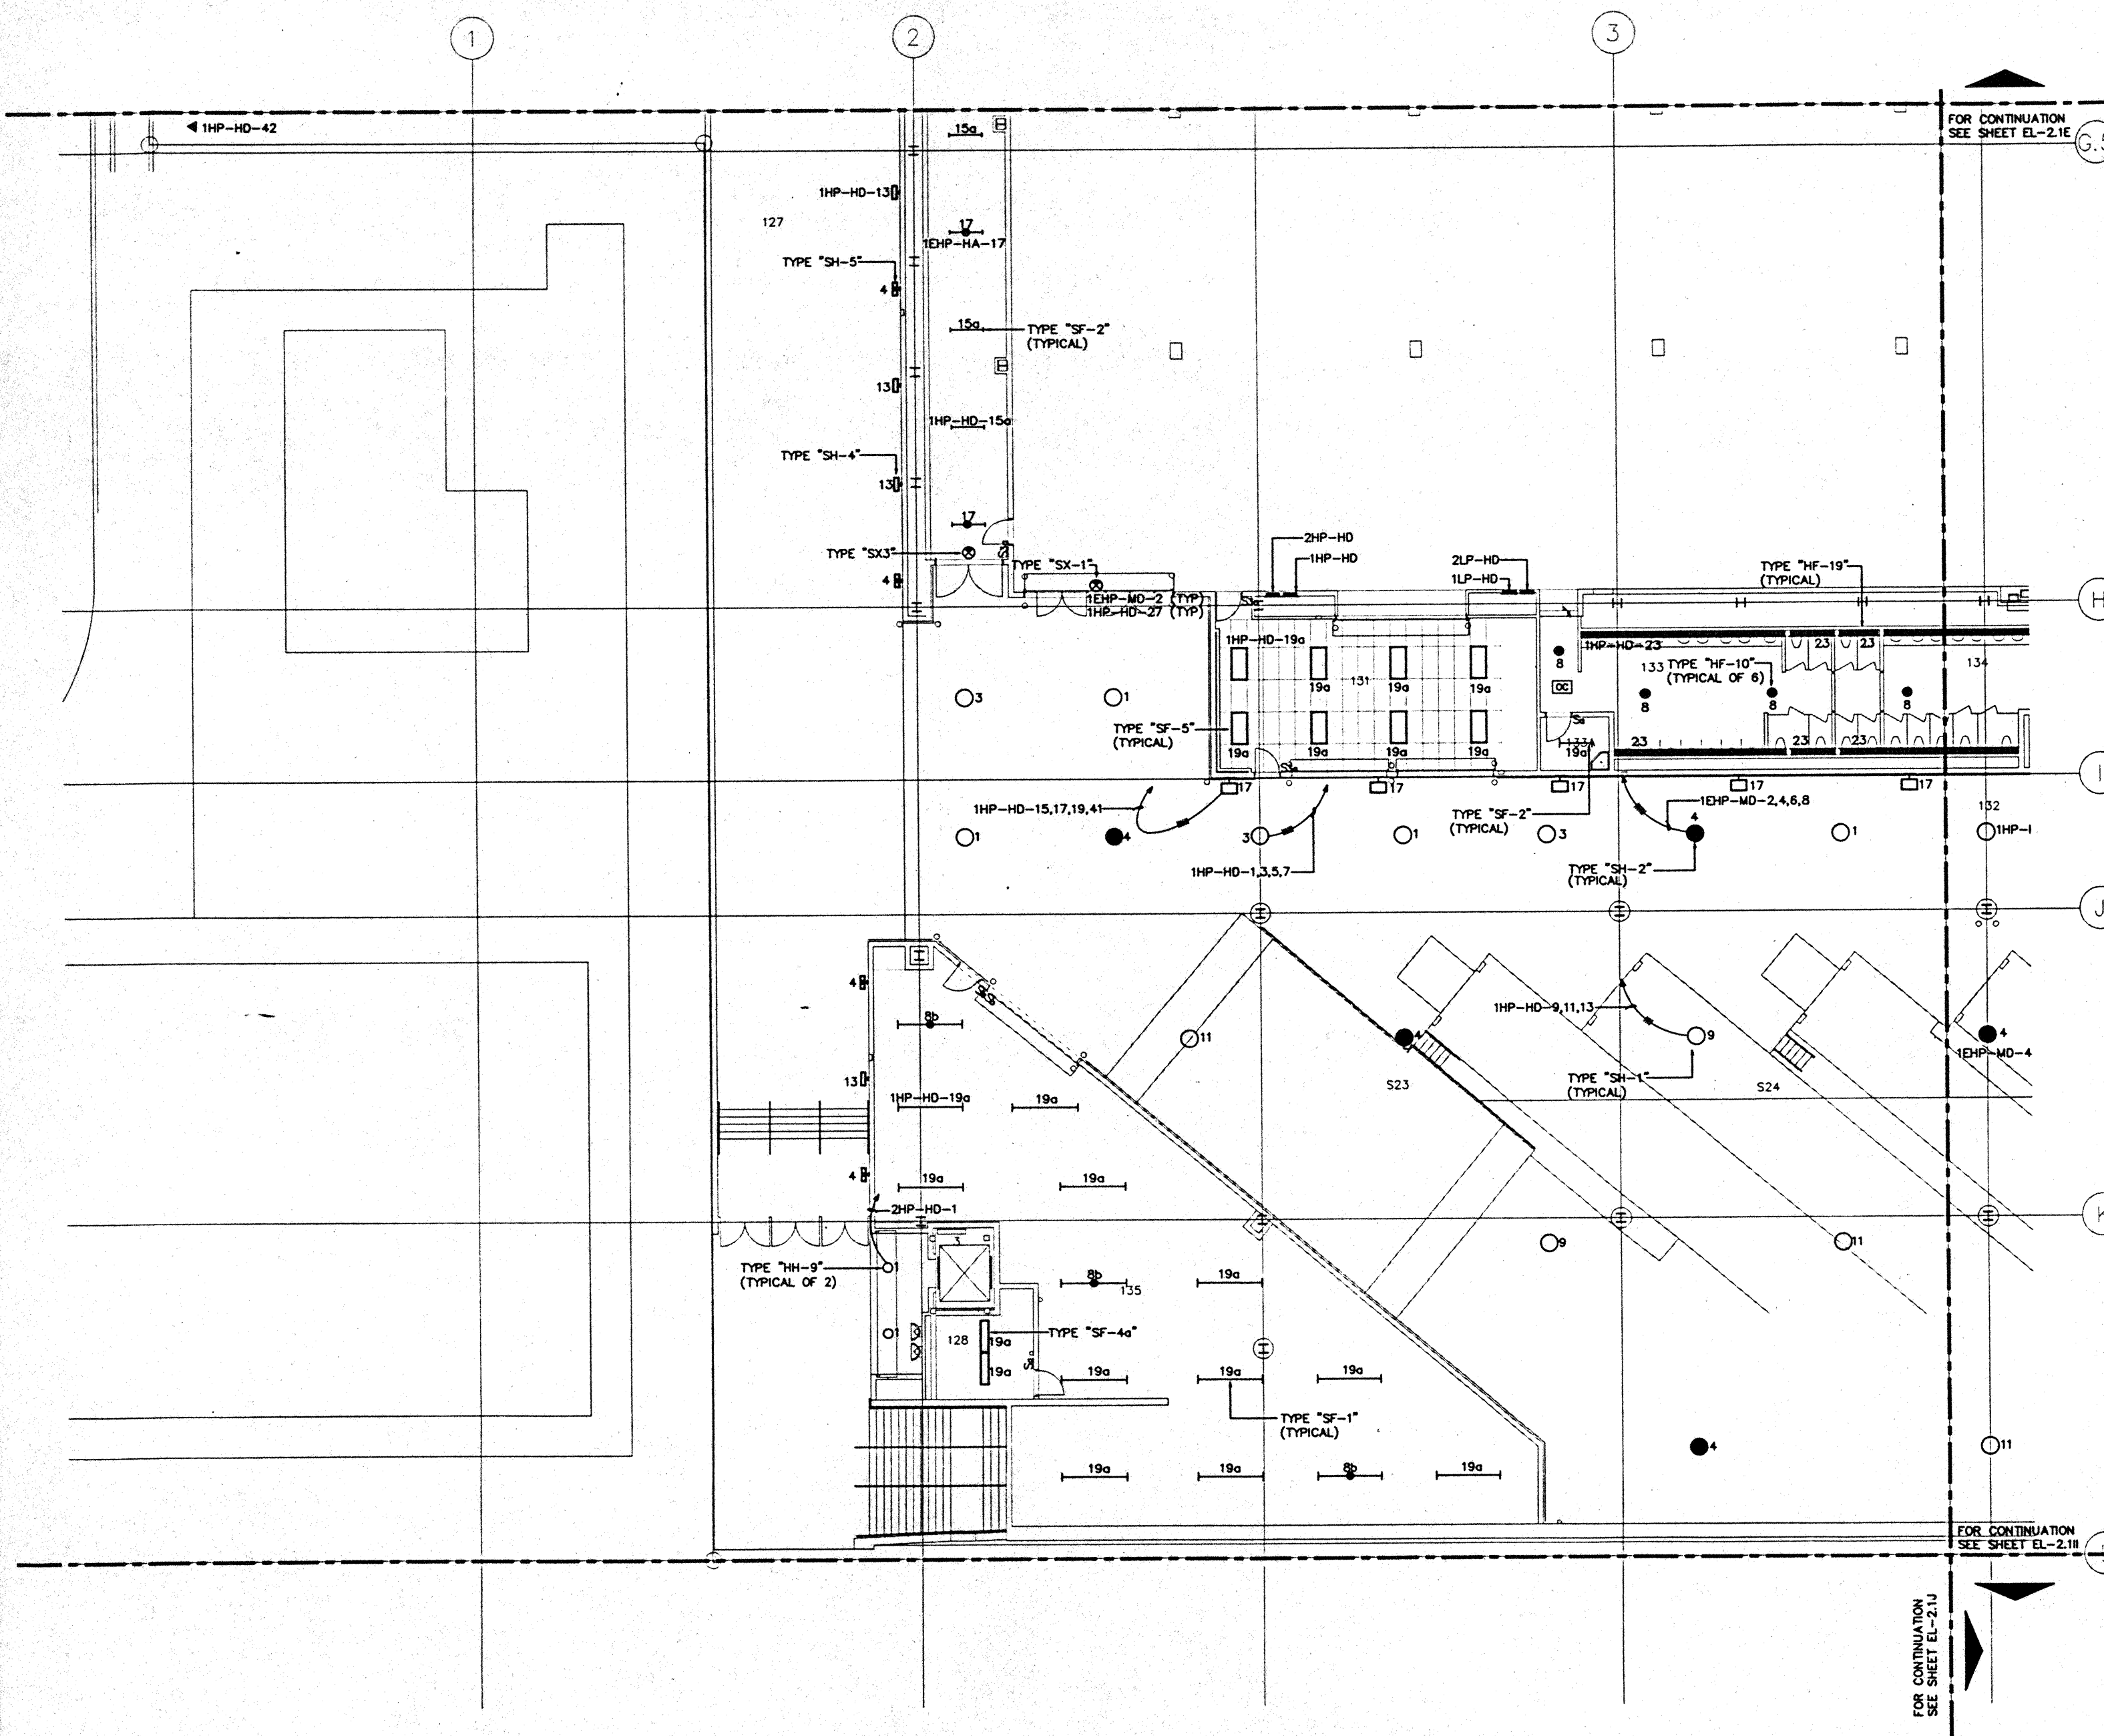 1
2
3
FOR CONTINUATION
SEE SHEET EL-2.1E
1HP-HD-42
15a
G.5
1HP-HD-13
127
17
1EHP-HA-17
TYPE "SH-5"
4
15a
TYPE "SF-2"
(TYPICAL)
13
1HP-HD-15a
TYPE "SH-4"
13
17
2HP-HD
TYPE "SX3"
1HP-HD
2LP-HD
TYPE "SX-1"
TYPE "HF-19"
(TYPICAL)
4
1LP-HD
1EHP-MD-2 (TYP)
1HP-HD-27 (TYP)
H
1HP-HD-19a
1HP-HD-23
23
23
8
133
TYPE "HF-10"
(TYPICAL OF 6)
134
131
19a
19a
19a
OC
3
1
8
8
8
Sa
TYPE "SF-5"
(TYPICAL)
19a
19a
19a
19a
133A
19a
23
23
23
I
17
17
17
17
17
1HP-HD-15,17,19,41
1EHP-MD-2,4,6,8
132
TYPE "SF-2"
(TYPICAL)
1
4
3
1
3
4
1
1HP-I
1HP-HD-1,3,5,7
TYPE "SH-2"
(TYPICAL)
J
4
8b
1HP-HD-9,11,13
11
4
9
4
1EHP-MD-4
13
TYPE "SH-1"
(TYPICAL)
S23
S24
1HP-HD-19a
19a
4
19a
19a
2HP-HD-1
K
3
9
11
TYPE "HH-9"
(TYPICAL OF 2)
1
8b
19a
135
1
128
19a
TYPE "SF-4a"
19a
Sa
19a
19a
19a
TYPE "SF-1"
(TYPICAL)
4
11
19a
19a
8b
19a
FOR CONTINUATION
SEE SHEET EL-2.1II
FOR CONTINUATION
SEE SHEET EL-2.1J